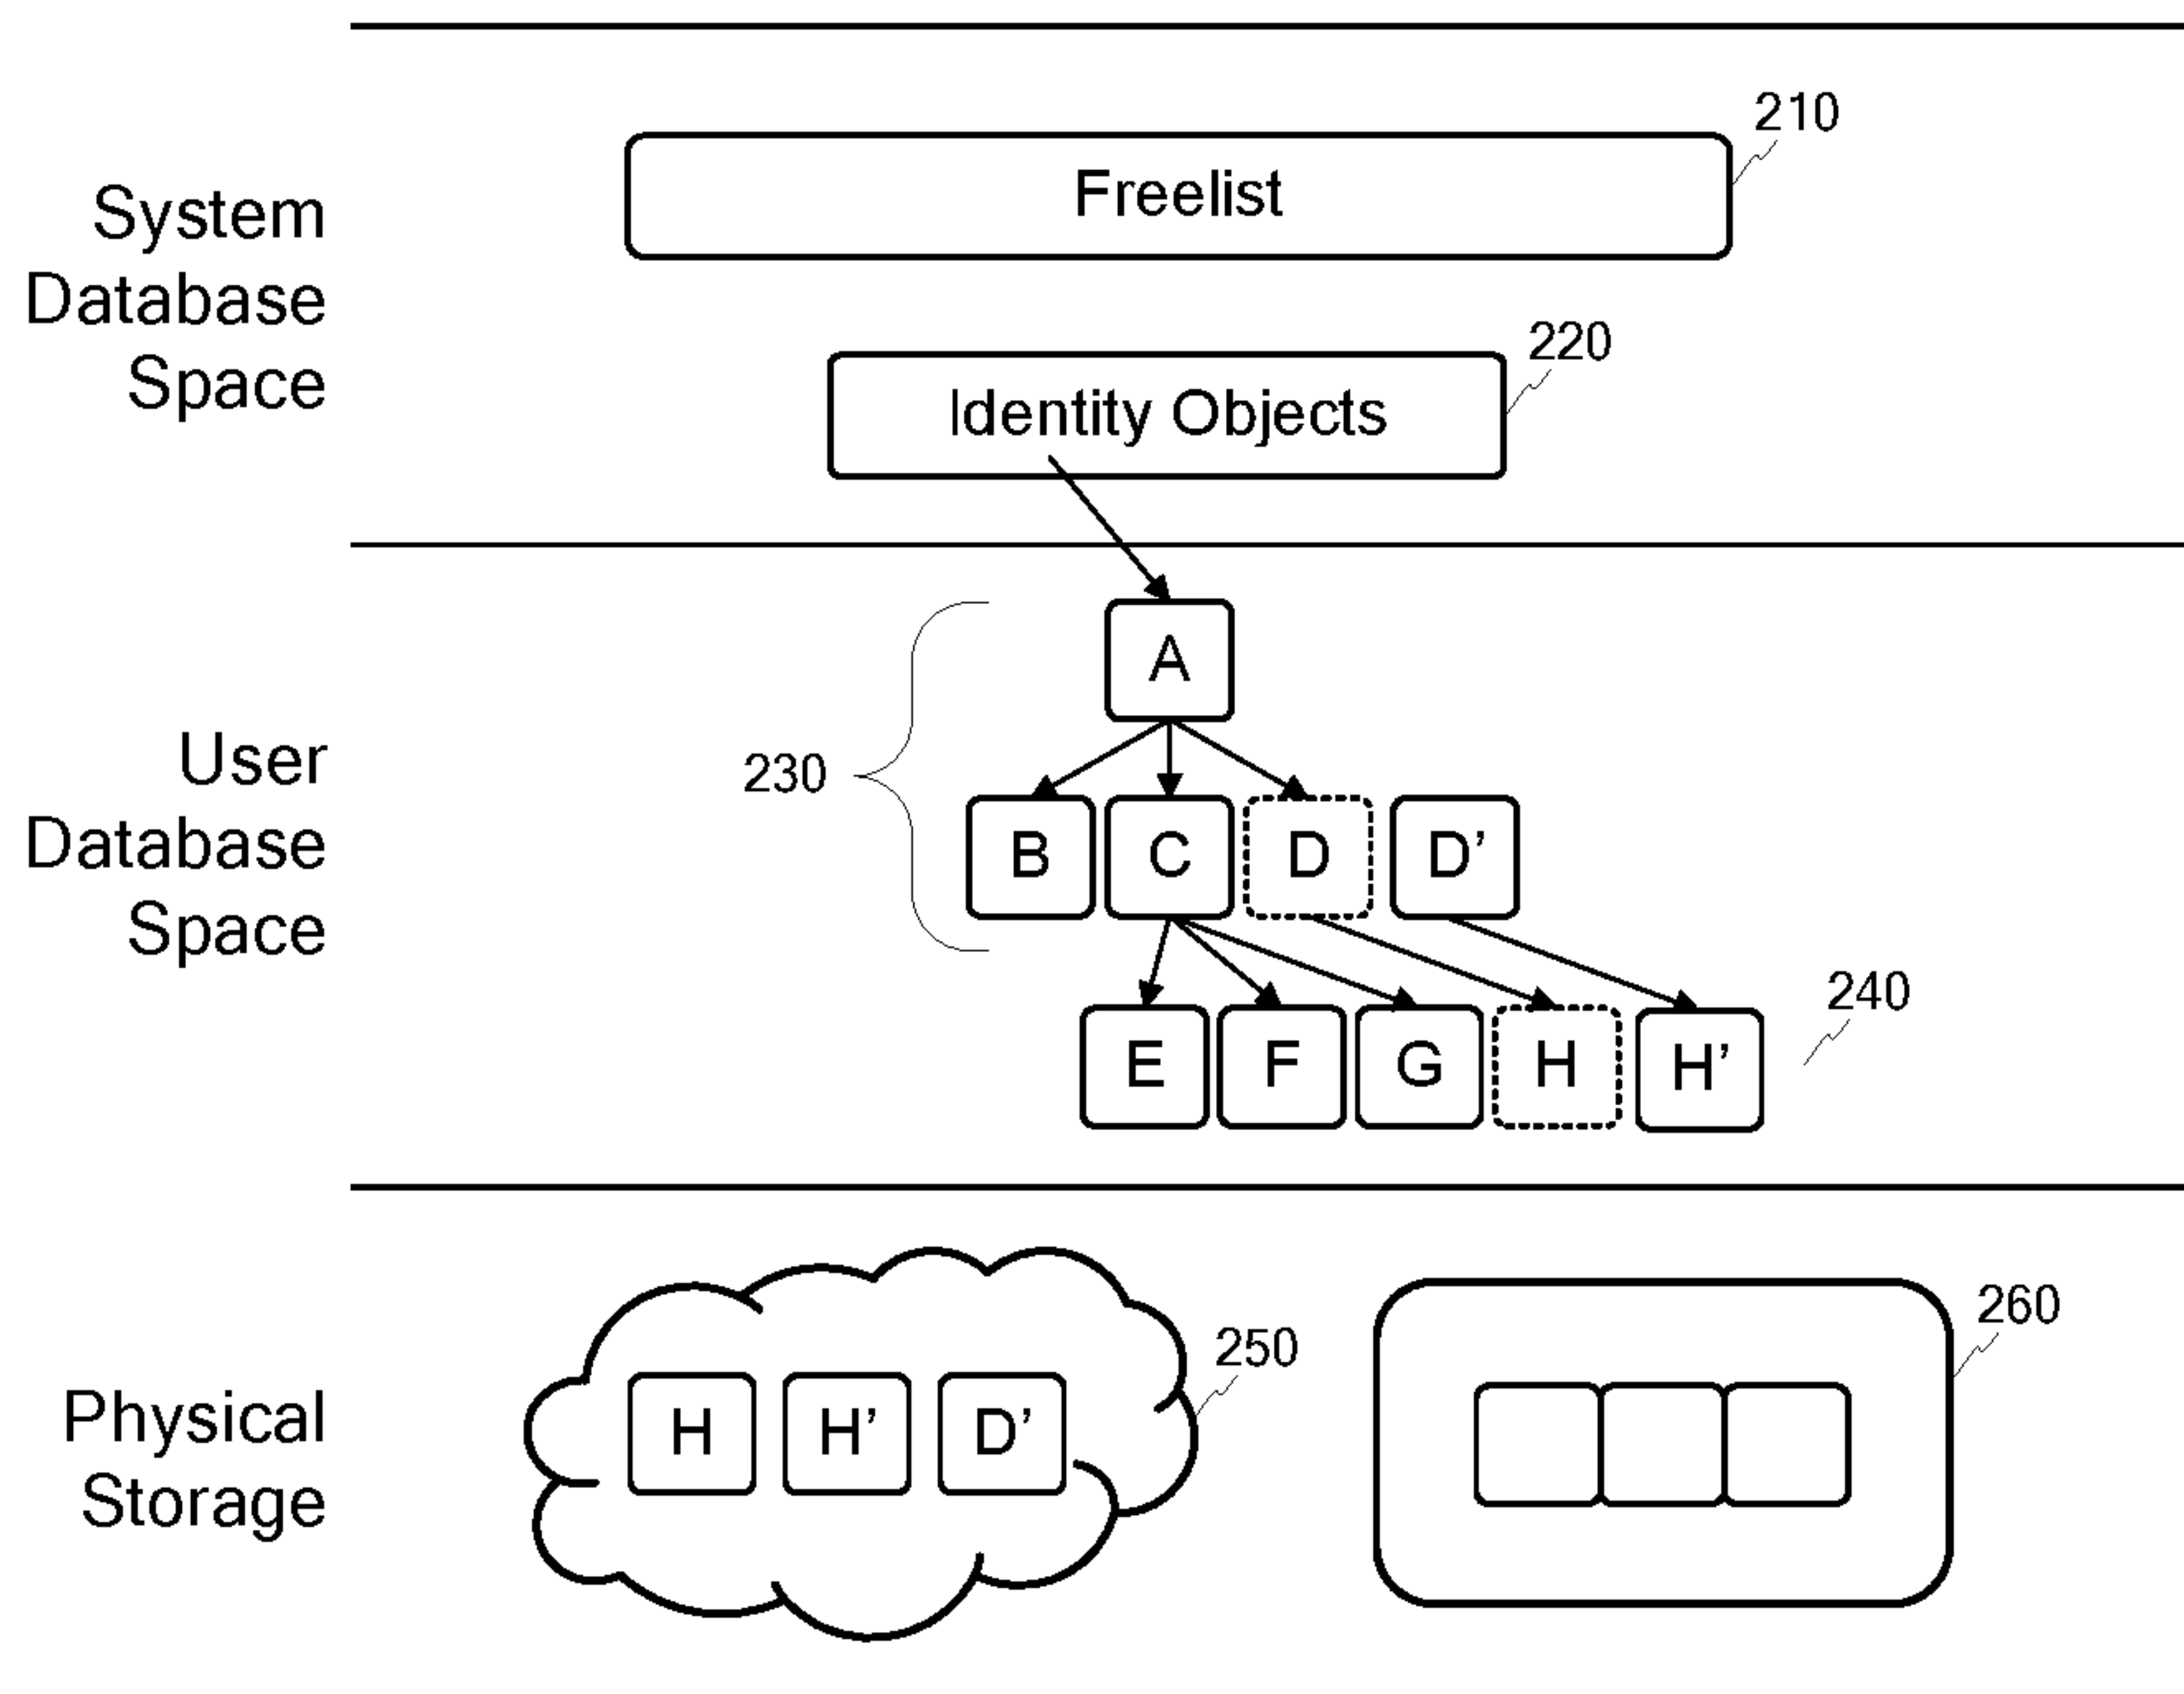 210
Freelist
System
Database
Space
220
Identity Objects
A
User
Database
Space
230
B C D D’
240
E F G H H’
Physical
Storage
250
260
H H’ D’